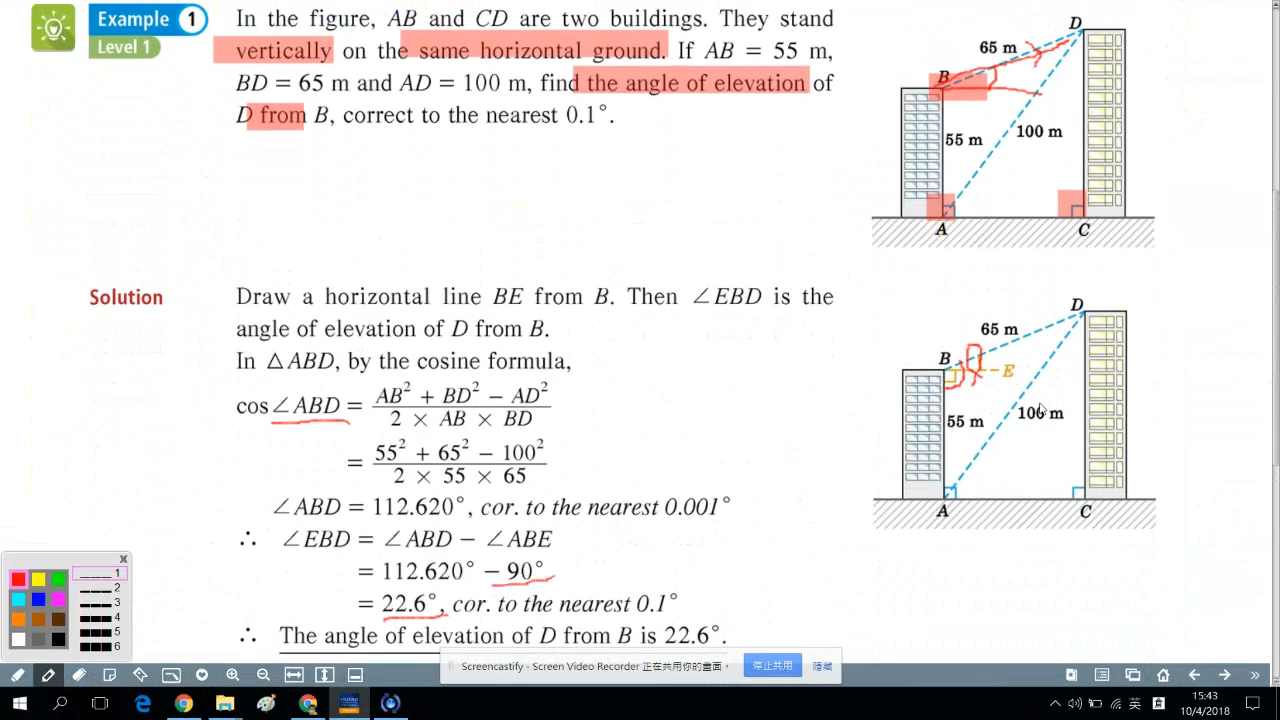 Example 1
Level 1
In the figure, AB and CD are two buildings. They stand
vertically on the same horizontal ground. If AB = 55 m,
BD = 65 m and AD = 100 m, find the angle of elevation of
D from B, correct to the nearest 0.1°.
D
65 m
B
55 m
100 m
A
C
Solution
Draw a horizontal line BE from B. Then ∠EBD is the
angle of elevation of D from B.
In △ABD, by the cosine formula,
cos∠ABD = (AB² + BD² − AD²) / (2 × AB × BD)
= (55² + 65² − 100²) / (2 × 55 × 65)
∠ABD = 112.620°, cor. to the nearest 0.001°
∴ ∠EBD = ∠ABD − ∠ABE
= 112.620° − 90°
= 22.6°, cor. to the nearest 0.1°
∴ The angle of elevation of D from B is 22.6°.
D
65 m
B
E
55 m
100 m
A
C
x
1
2
3
4
5
6
Screencastify - Screen Video Recorder 正在共用你的畫面。
停止共用
隱藏
英
15:43
10/4/2018